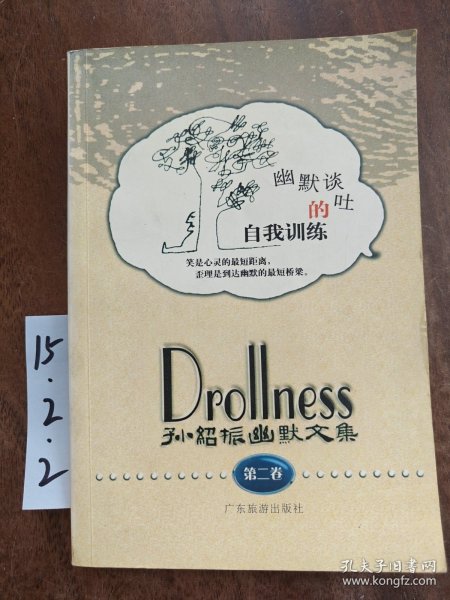 幽默谈吐
的
自我训练
笑是心灵的最短距离，
歪理是到达幽默的最短桥梁。
Drollness
孙绍振幽默文集
第二卷
广东旅游出版社
15.2.2
孔夫子旧书网
www.kongfz.com